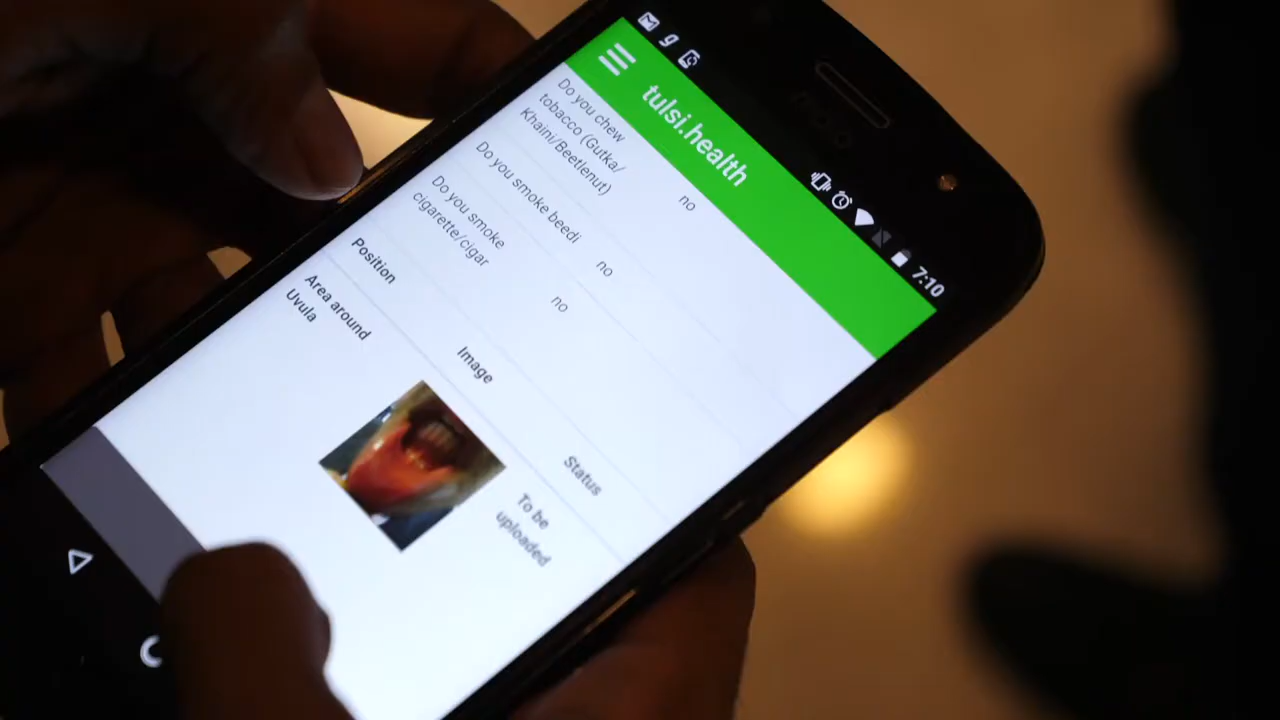 7:10
tulsi.health
Do you chew
tobacco (Gutka/
Khaini/Beetlenut)
no
Do you smoke beedi
no
Do you smoke
cigarette/cigar
no
Position
Image
Status
Area around
Uvula
To be
uploaded